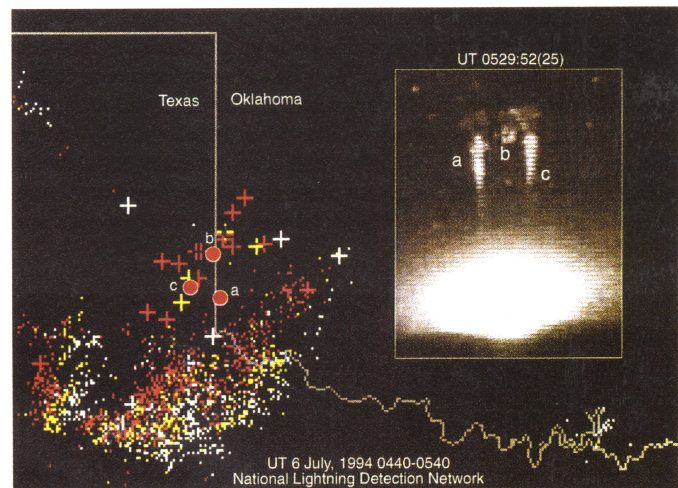 UT 0529:52(25)
Texas Oklahoma
a
b
c
b
c
a
UT 6 July, 1994 0440-0540
National Lightning Detection Network